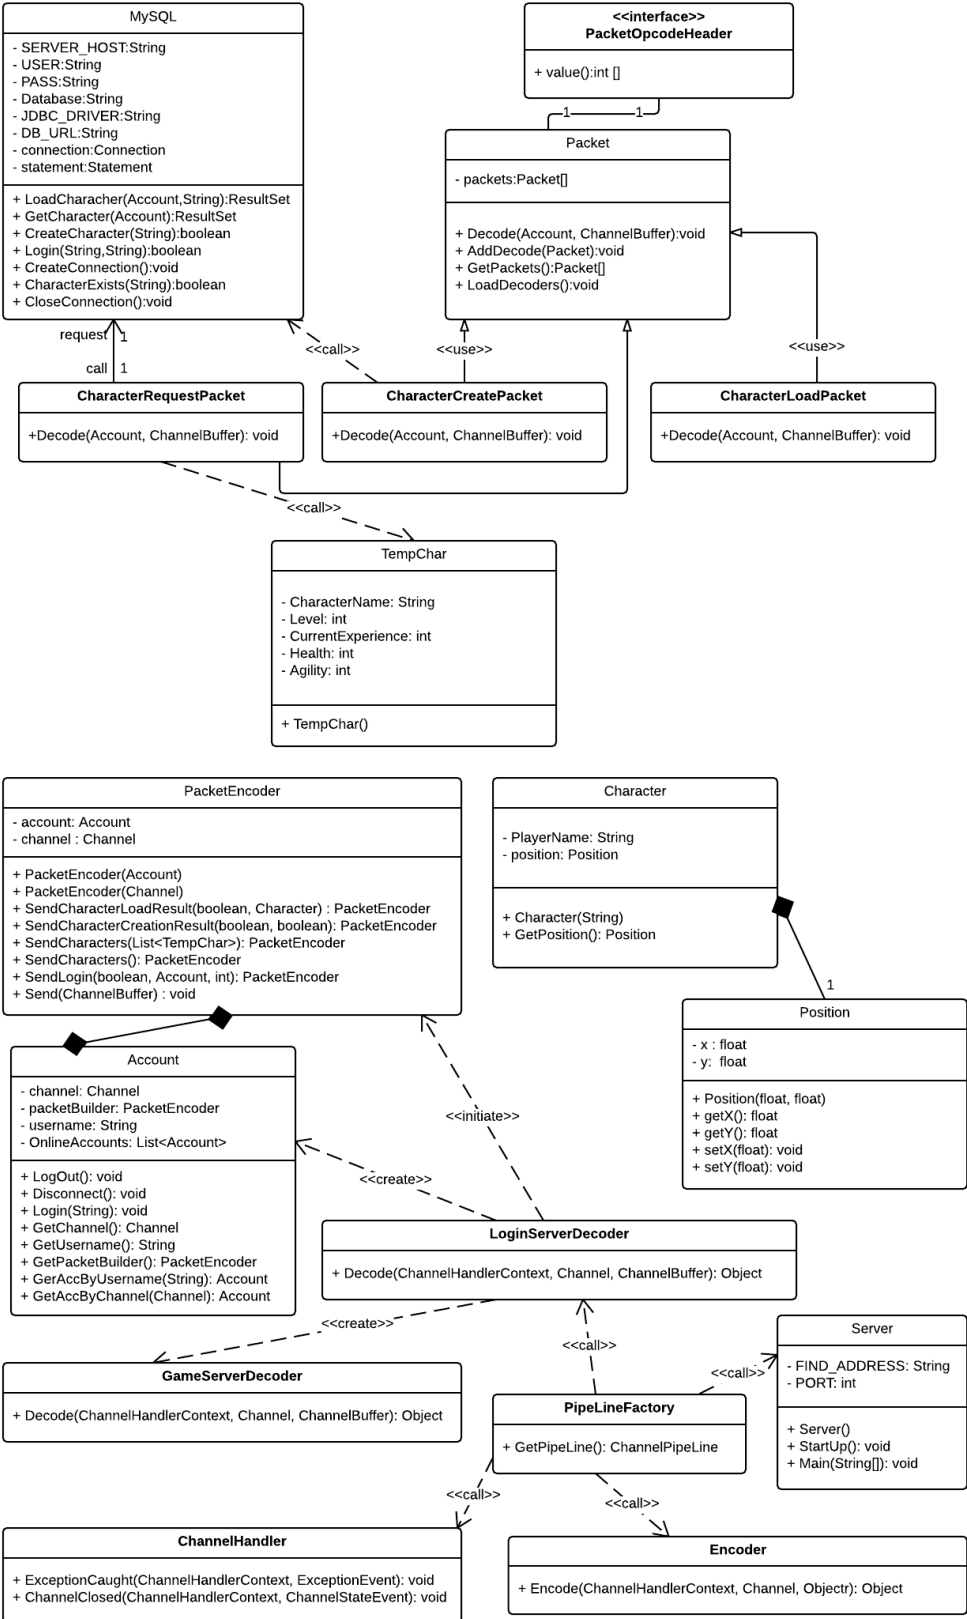 MySQL
- SERVER_HOST:String
- USER:String
- PASS:String
- Database:String
- JDBC_DRIVER:String
- DB_URL:String
- connection:Connection
- statement:Statement
+ LoadCharacher(Account,String):ResultSet
+ GetCharacter(Account):ResultSet
+ CreateCharacter(String):boolean
+ Login(String,String):boolean
+ CreateConnection():void
+ CharacterExists(String):boolean
+ CloseConnection():void
<<interface>>
PacketOpcodeHeader
+ value():int []
1
1
Packet
- packets:Packet[]
+ Decode(Account, ChannelBuffer):void
+ AddDecode(Packet):void
+ GetPackets():Packet[]
+ LoadDecoders():void
request
1
call
1
<<call>>
<<use>>
<<use>>
CharacterRequestPacket
+Decode(Account, ChannelBuffer): void
CharacterCreatePacket
+Decode(Account, ChannelBuffer): void
CharacterLoadPacket
+Decode(Account, ChannelBuffer): void
<<call>>
TempChar
- CharacterName: String
- Level: int
- CurrentExperience: int
- Health: int
- Agility: int
+ TempChar()
PacketEncoder
- account: Account
- channel : Channel
+ PacketEncoder(Account)
+ PacketEncoder(Channel)
+ SendCharacterLoadResult(boolean, Character) : PacketEncoder
+ SendCharacterCreationResult(boolean, boolean): PacketEncoder
+ SendCharacters(List<TempChar>): PacketEncoder
+ SendCharacters(): PacketEncoder
+ SendLogin(boolean, Account, int): PacketEncoder
+ Send(ChannelBuffer) : void
Character
- PlayerName: String
- position: Position
+ Character(String)
+ GetPosition(): Position
1
Position
- x : float
- y:  float
+ Position(float, float)
+ getX(): float
+ getY(): float
+ setX(float): void
+ setY(float): void
Account
- channel: Channel
- packetBuilder: PacketEncoder
- username: String
- OnlineAccounts: List<Account>
+ LogOut(): void
+ Disconnect(): void
+ Login(String): void
+ GetChannel(): Channel
+ GetUsername(): String
+ GetPacketBuilder(): PacketEncoder
+ GerAccByUsername(String): Account
+ GetAccByChannel(Channel): Account
<<initiate>>
<<create>>
LoginServerDecoder
+ Decode(ChannelHandlerContext, Channel, ChannelBuffer): Object
<<create>>
<<call>>
<<call>>
Server
- FIND_ADDRESS: String
- PORT: int
+ Server()
+ StartUp(): void
+ Main(String[]): void
GameServerDecoder
+ Decode(ChannelHandlerContext, Channel, ChannelBuffer): Object
PipeLineFactory
+ GetPipeLine(): ChannelPipeLine
<<call>>
<<call>>
ChannelHandler
+ ExceptionCaught(ChannelHandlerContext, ExceptionEvent): void
+ ChannelClosed(ChannelHandlerContext, ChannelStateEvent): void
Encoder
+ Encode(ChannelHandlerContext, Channel, Objectr): Object